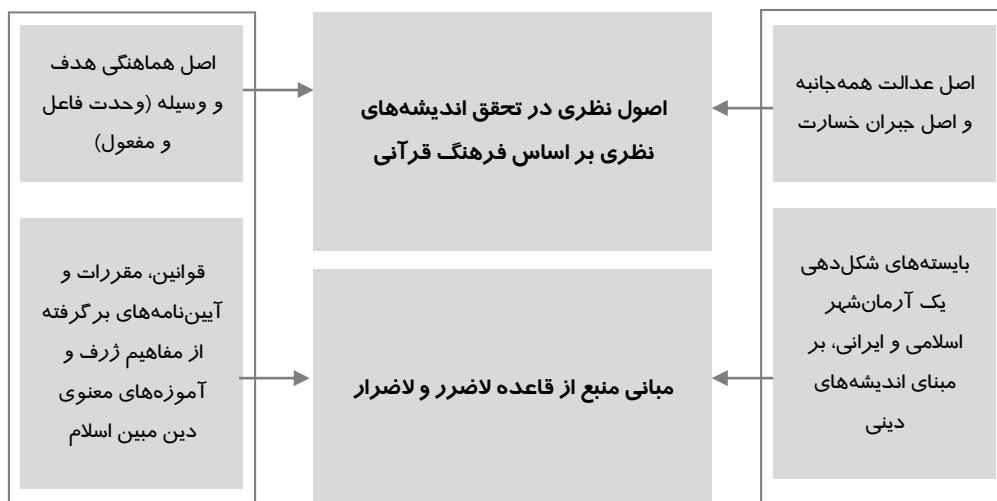 اصل عدالت همه‌جانبه
و اصل جبران خسارت
اصول نظری در تحقق اندیشه‌های
نظری بر اساس فرهنگ قرآنی
اصل هماهنگی هدف
و وسیله (وحدت فاعل
و مفعول)
بایسته‌های شکل‌دهی
یک آرمان‌شهر
اسلامی و ایرانی، بر
مبنای اندیشه‌های
دینی
مبانی منبع از قاعده لاضرر و لاضرار
قوانین، مقررات و
آیین‌نامه‌های برگرفته
از مفاهیم ژرف و
آموزه‌های معنوی
دین مبین اسلام